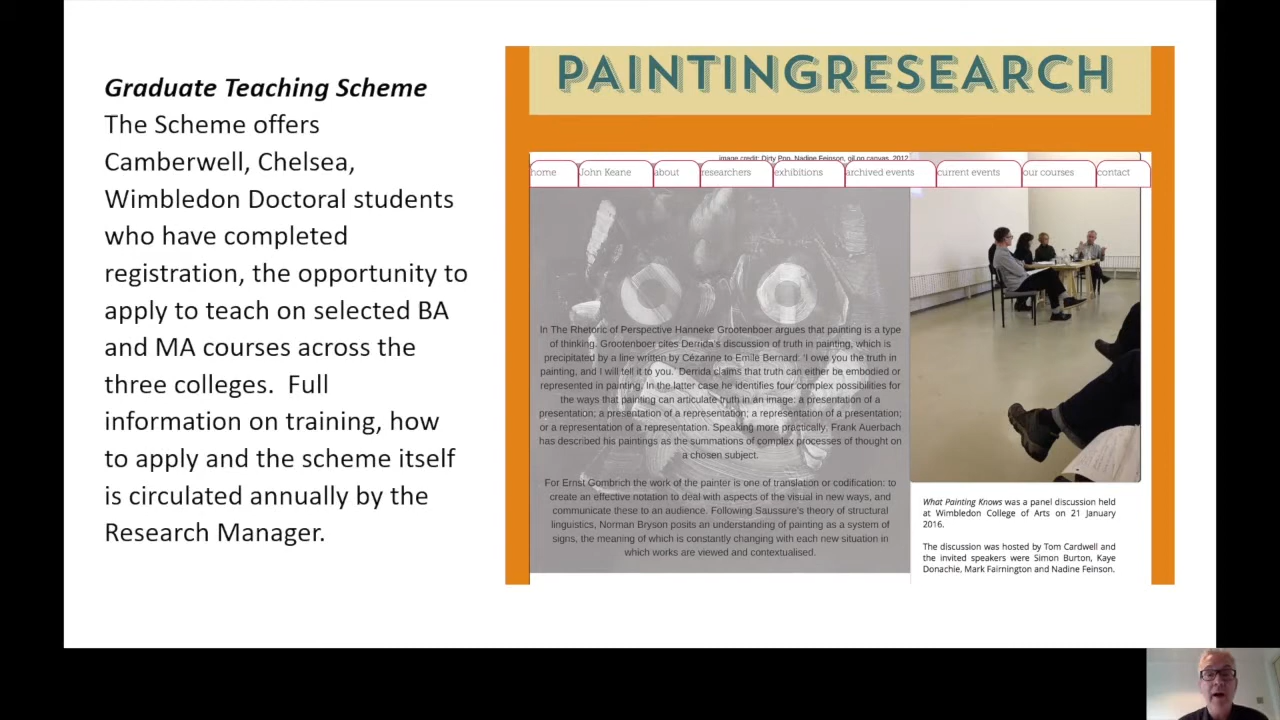 Graduate Teaching Scheme
The Scheme offers
Camberwell, Chelsea,
Wimbledon Doctoral students
who have completed
registration, the opportunity to
apply to teach on selected BA
and MA courses across the
three colleges.  Full
information on training, how
to apply and the scheme itself
is circulated annually by the
Research Manager.
PAINTINGRESEARCH
image credit: Dirty Pop, Nadine Feinson, oil on canvas, 2012
home John Keane about researchers exhibitions archived events current events our courses contact
In The Rhetoric of Perspective Hanneke Grootenboer argues that painting is a type
of thinking. Grootenboer cites Derrida's discussion of truth in painting, which is
precipitated by a line written by Cézanne to Emile Bernard. 'I owe you the truth in
painting, and I will tell it to you.' Derrida claims that truth can either be embodied or
represented in painting. In the latter case he identifies four complex possibilities for
the ways that painting can articulate truth in an image: a presentation of a
presentation; a presentation of a representation; a representation of a presentation;
or a representation of a representation. Speaking more practically, Frank Auerbach
has described his paintings as the summations of complex processes of thought on
a chosen subject.
For Ernst Gombrich the work of the painter is one of translation or codification: to
create an effective notation to deal with aspects of the visual in new ways, and
communicate these to an audience. Following Saussure's theory of structural
linguistics, Norman Bryson posits an understanding of painting as a system of
signs, the meaning of which is constantly changing with each new situation in
which works are viewed and contextualised.
What Painting Knows was a panel discussion held
at Wimbledon College of Arts on 21 January
2016.
The discussion was hosted by Tom Cardwell and
the invited speakers were Simon Burton, Kaye
Donachie, Mark Fairnington and Nadine Feinson.